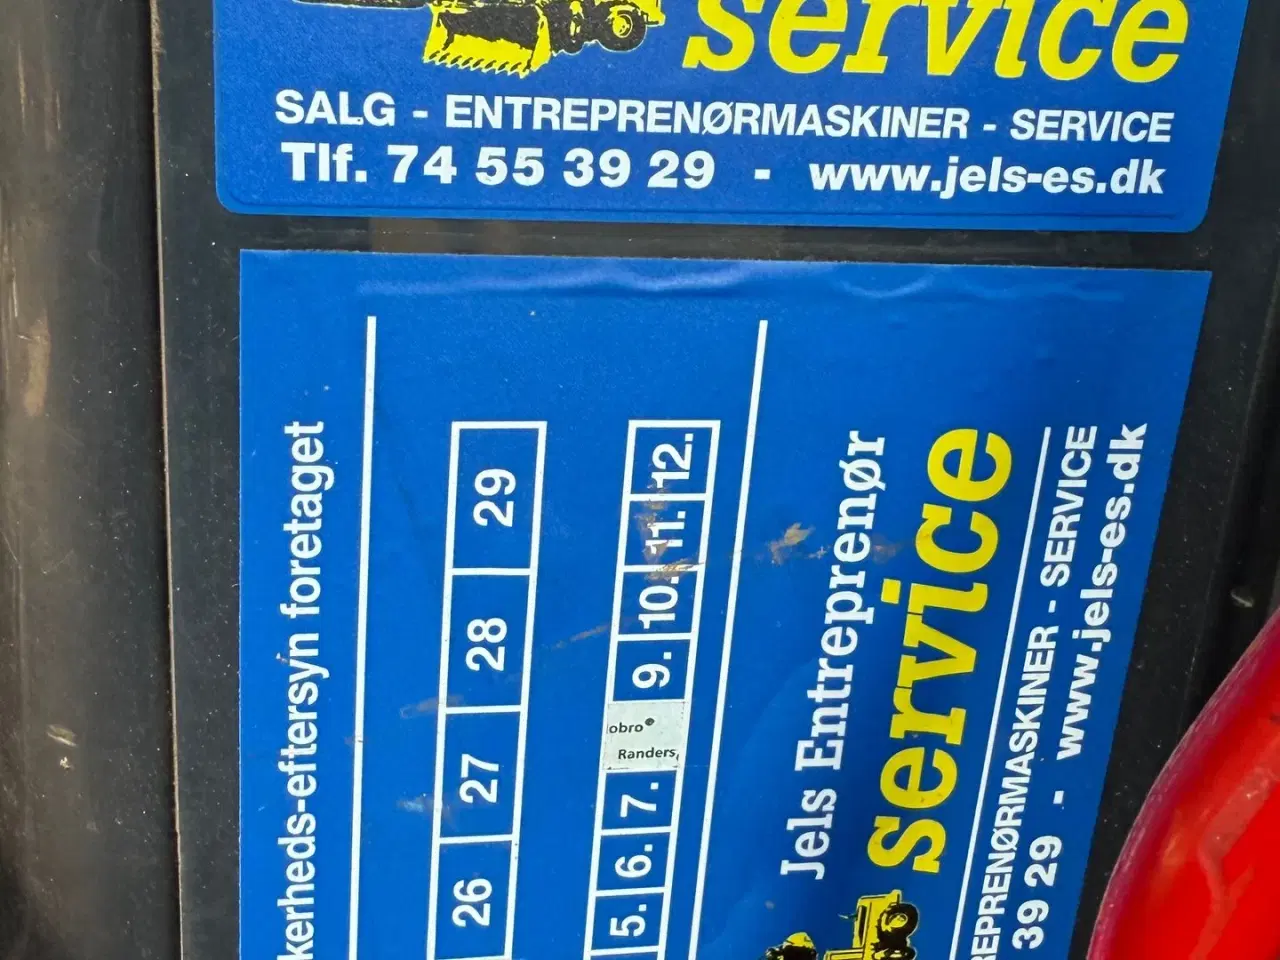 service
SALG - ENTREPRENØRMASKINER - SERVICE
Tlf. 74 55 39 29 - www.jels-es.dk
kerheds-eftersyn foretaget
26 27 28 29
5. 6. 7. obro Randers 9. 10. 11. 12.
Jels Entreprenør
service
REPRENØRMASKINER - SERVICE
39 29 - www.jels-es.dk